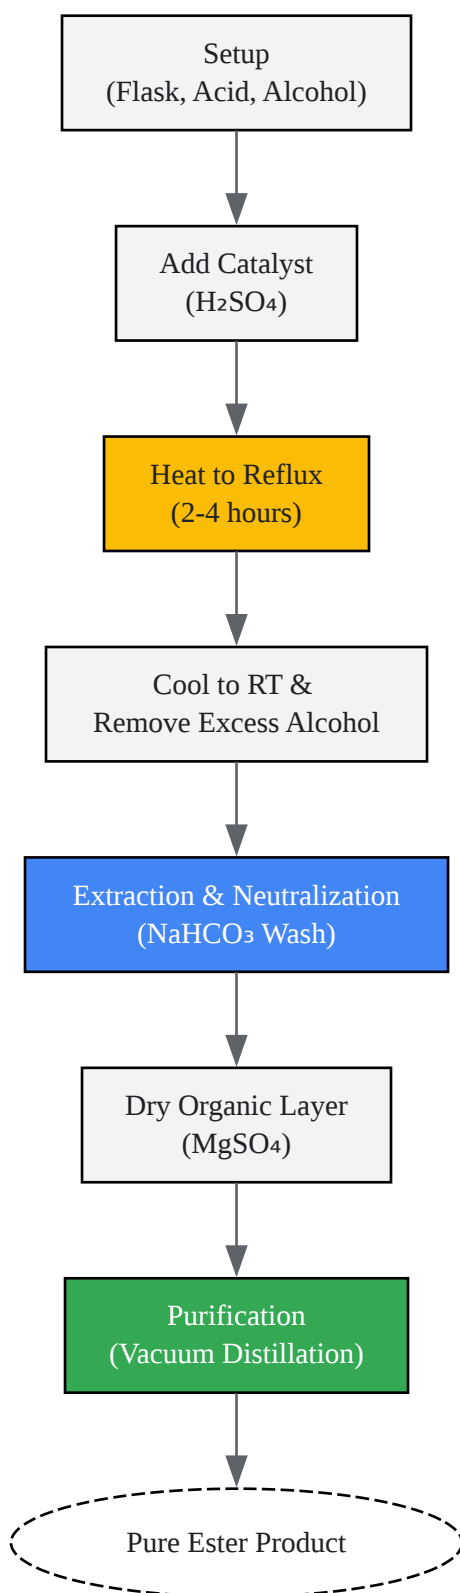 Setup
(Flask, Acid, Alcohol)
Add Catalyst
(H₂SO₄)
Heat to Reflux
(2-4 hours)
Cool to RT &
Remove Excess Alcohol
Extraction & Neutralization
(NaHCO₃ Wash)
Dry Organic Layer
(MgSO₄)
Purification
(Vacuum Distillation)
Pure Ester Product